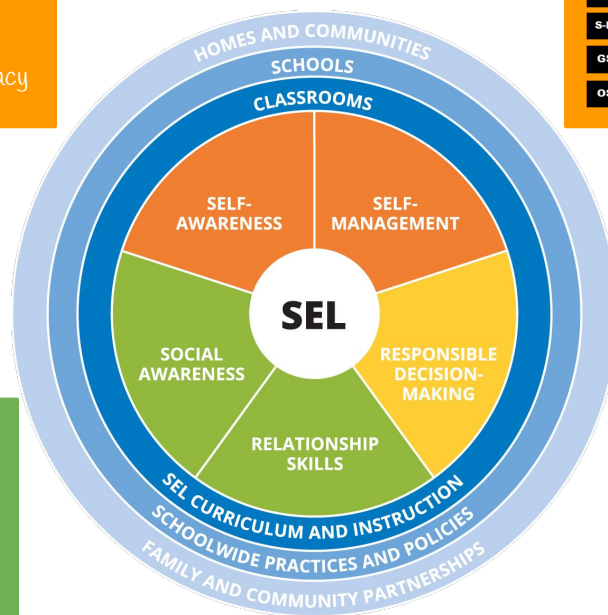 HOMES AND COMMUNITIES
SCHOOLS
CLASSROOMS
SELF-
AWARENESS
SELF-
MANAGEMENT
SEL
SOCIAL
AWARENESS
RESPONSIBLE
DECISION-
MAKING
RELATIONSHIP
SKILLS
SEL CURRICULUM AND INSTRUCTION
SCHOOLWIDE PRACTICES AND POLICIES
FAMILY AND COMMUNITY PARTNERSHIPS